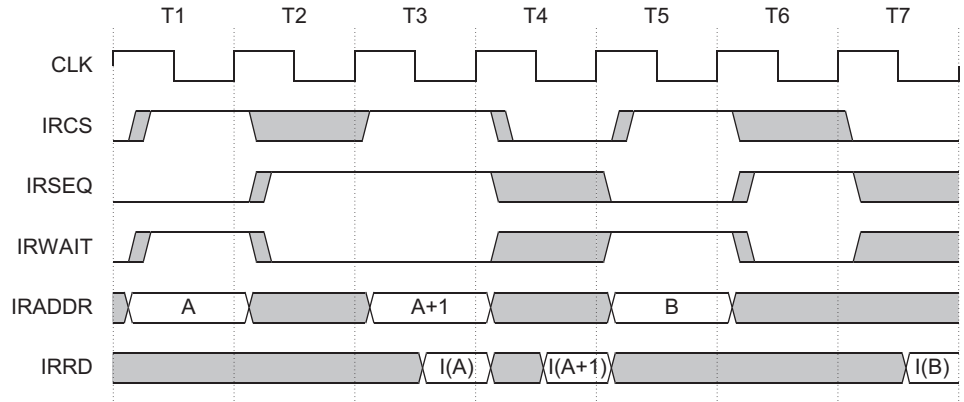 T1 T2 T3 T4 T5 T6 T7
CLK
IRCS
IRSEQ
IRWAIT
IRADDR A A+1 B
IRRD I(A) I(A+1) I(B)